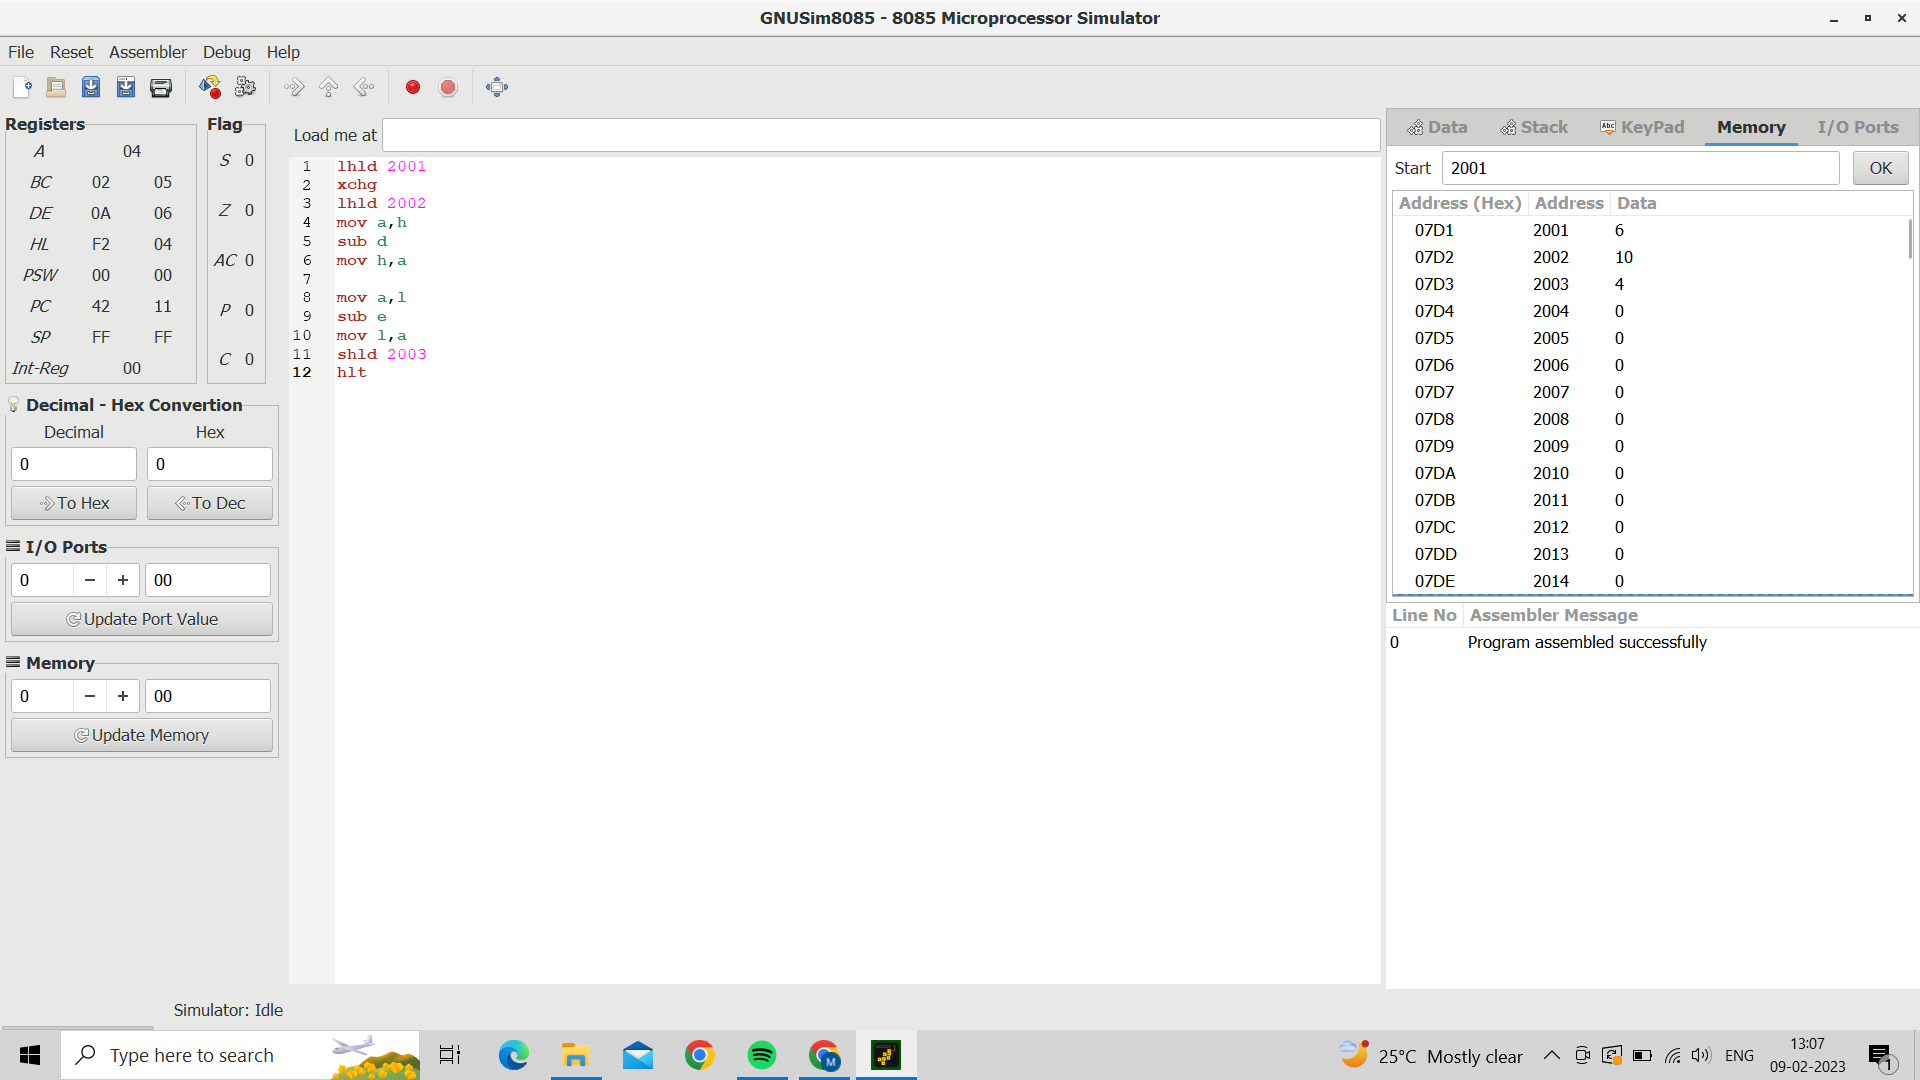 GNUSim8085 - 8085 Microprocessor Simulator
File Reset Assembler Debug Help
Registers
A 04
BC 02 05
DE 0A 06
HL F2 04
PSW 00 00
PC 42 11
SP FF FF
Int-Reg 00
Flag
S 0
Z 0
AC 0
P 0
C 0
Decimal - Hex Convertion
Decimal Hex
0 0
To Hex To Dec
I/O Ports
0 − + 00
Update Port Value
Memory
0 − + 00
Update Memory
Load me at
1 lhld 2001
2 xchg
3 lhld 2002
4 mov a,h
5 sub d
6 mov h,a
7
8 mov a,l
9 sub e
10 mov l,a
11 shld 2003
12 hlt
Data Stack Abc KeyPad Memory I/O Ports
Start 2001 OK
Address (Hex) Address Data
07D1 2001 6
07D2 2002 10
07D3 2003 4
07D4 2004 0
07D5 2005 0
07D6 2006 0
07D7 2007 0
07D8 2008 0
07D9 2009 0
07DA 2010 0
07DB 2011 0
07DC 2012 0
07DD 2013 0
07DE 2014 0
Line No Assembler Message
0 Program assembled successfully
Simulator: Idle
Type here to search
M
25°C Mostly clear
ENG
13:07
09-02-2023
1